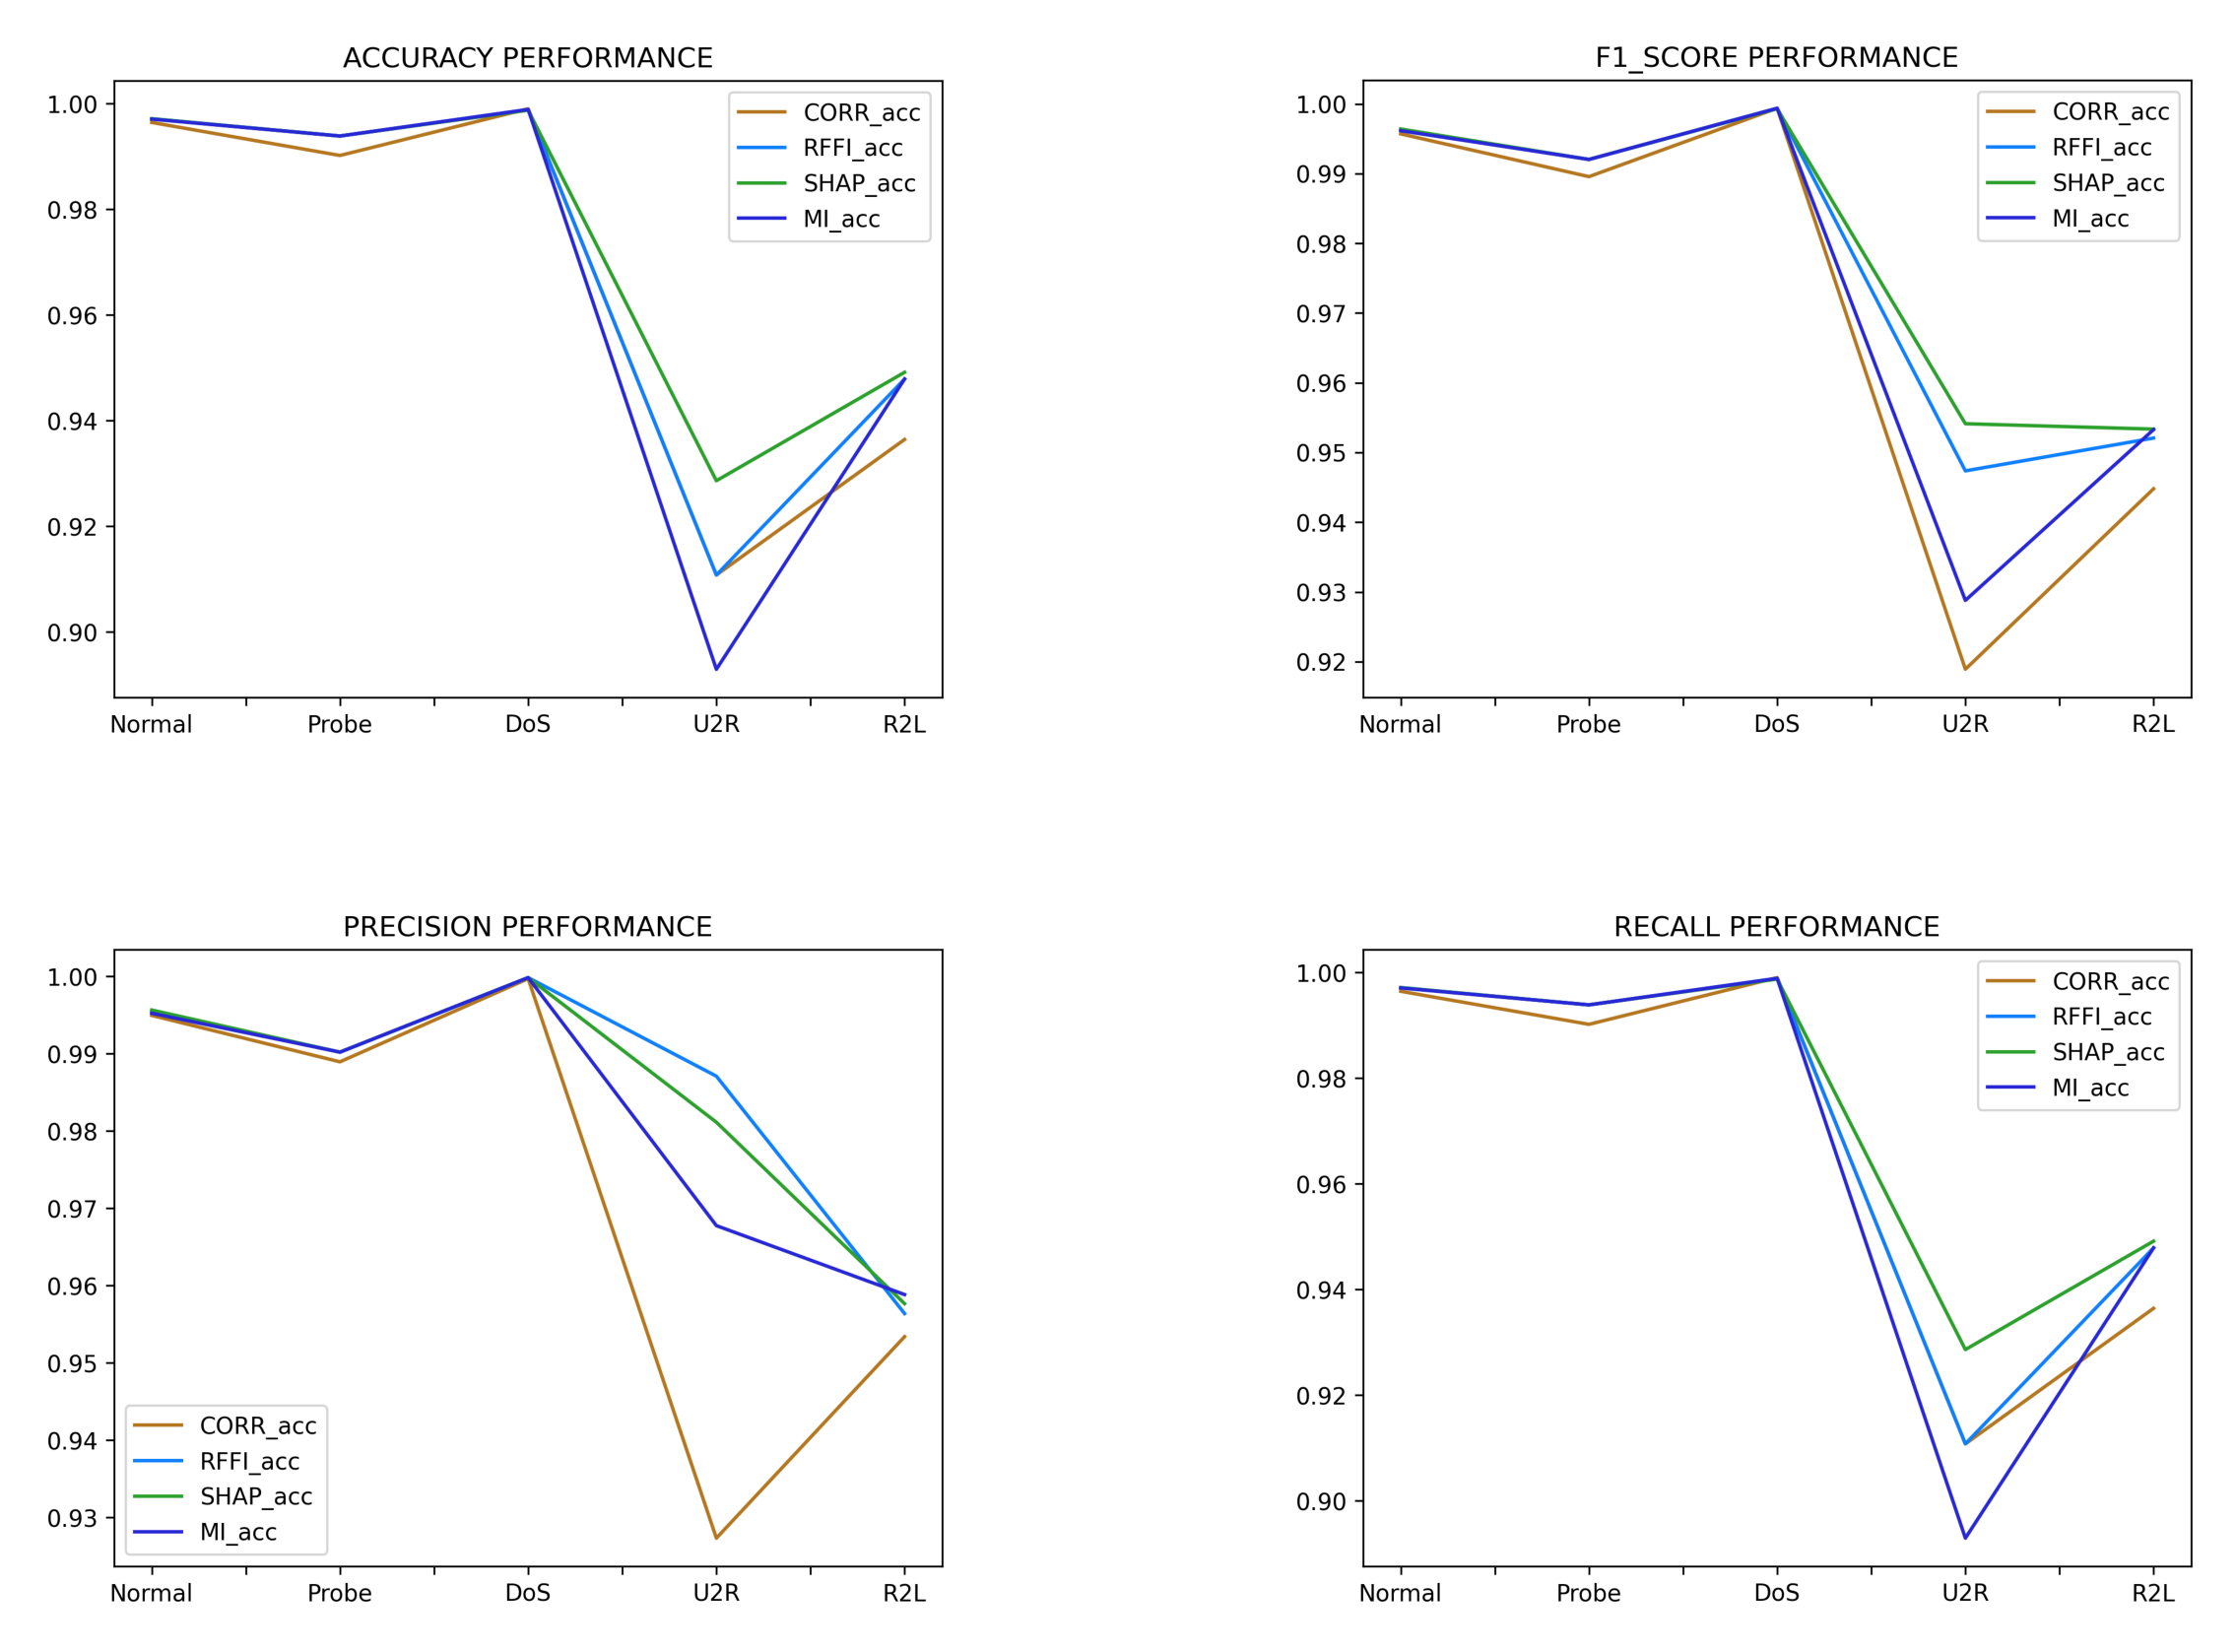 ACCURACY PERFORMANCE
1.00
0.98
0.96
0.94
0.92
0.90
CORR_acc
RFFI_acc
SHAP_acc
MI_acc
Normal Probe DoS U2R R2L
F1_SCORE PERFORMANCE
1.00
0.99
0.98
0.97
0.96
0.95
0.94
0.93
0.92
CORR_acc
RFFI_acc
SHAP_acc
MI_acc
Normal Probe DoS U2R R2L
PRECISION PERFORMANCE
1.00
0.99
0.98
0.97
0.96
0.95
0.94
0.93
CORR_acc
RFFI_acc
SHAP_acc
MI_acc
Normal Probe DoS U2R R2L
RECALL PERFORMANCE
1.00
0.98
0.96
0.94
0.92
0.90
CORR_acc
RFFI_acc
SHAP_acc
MI_acc
Normal Probe DoS U2R R2L